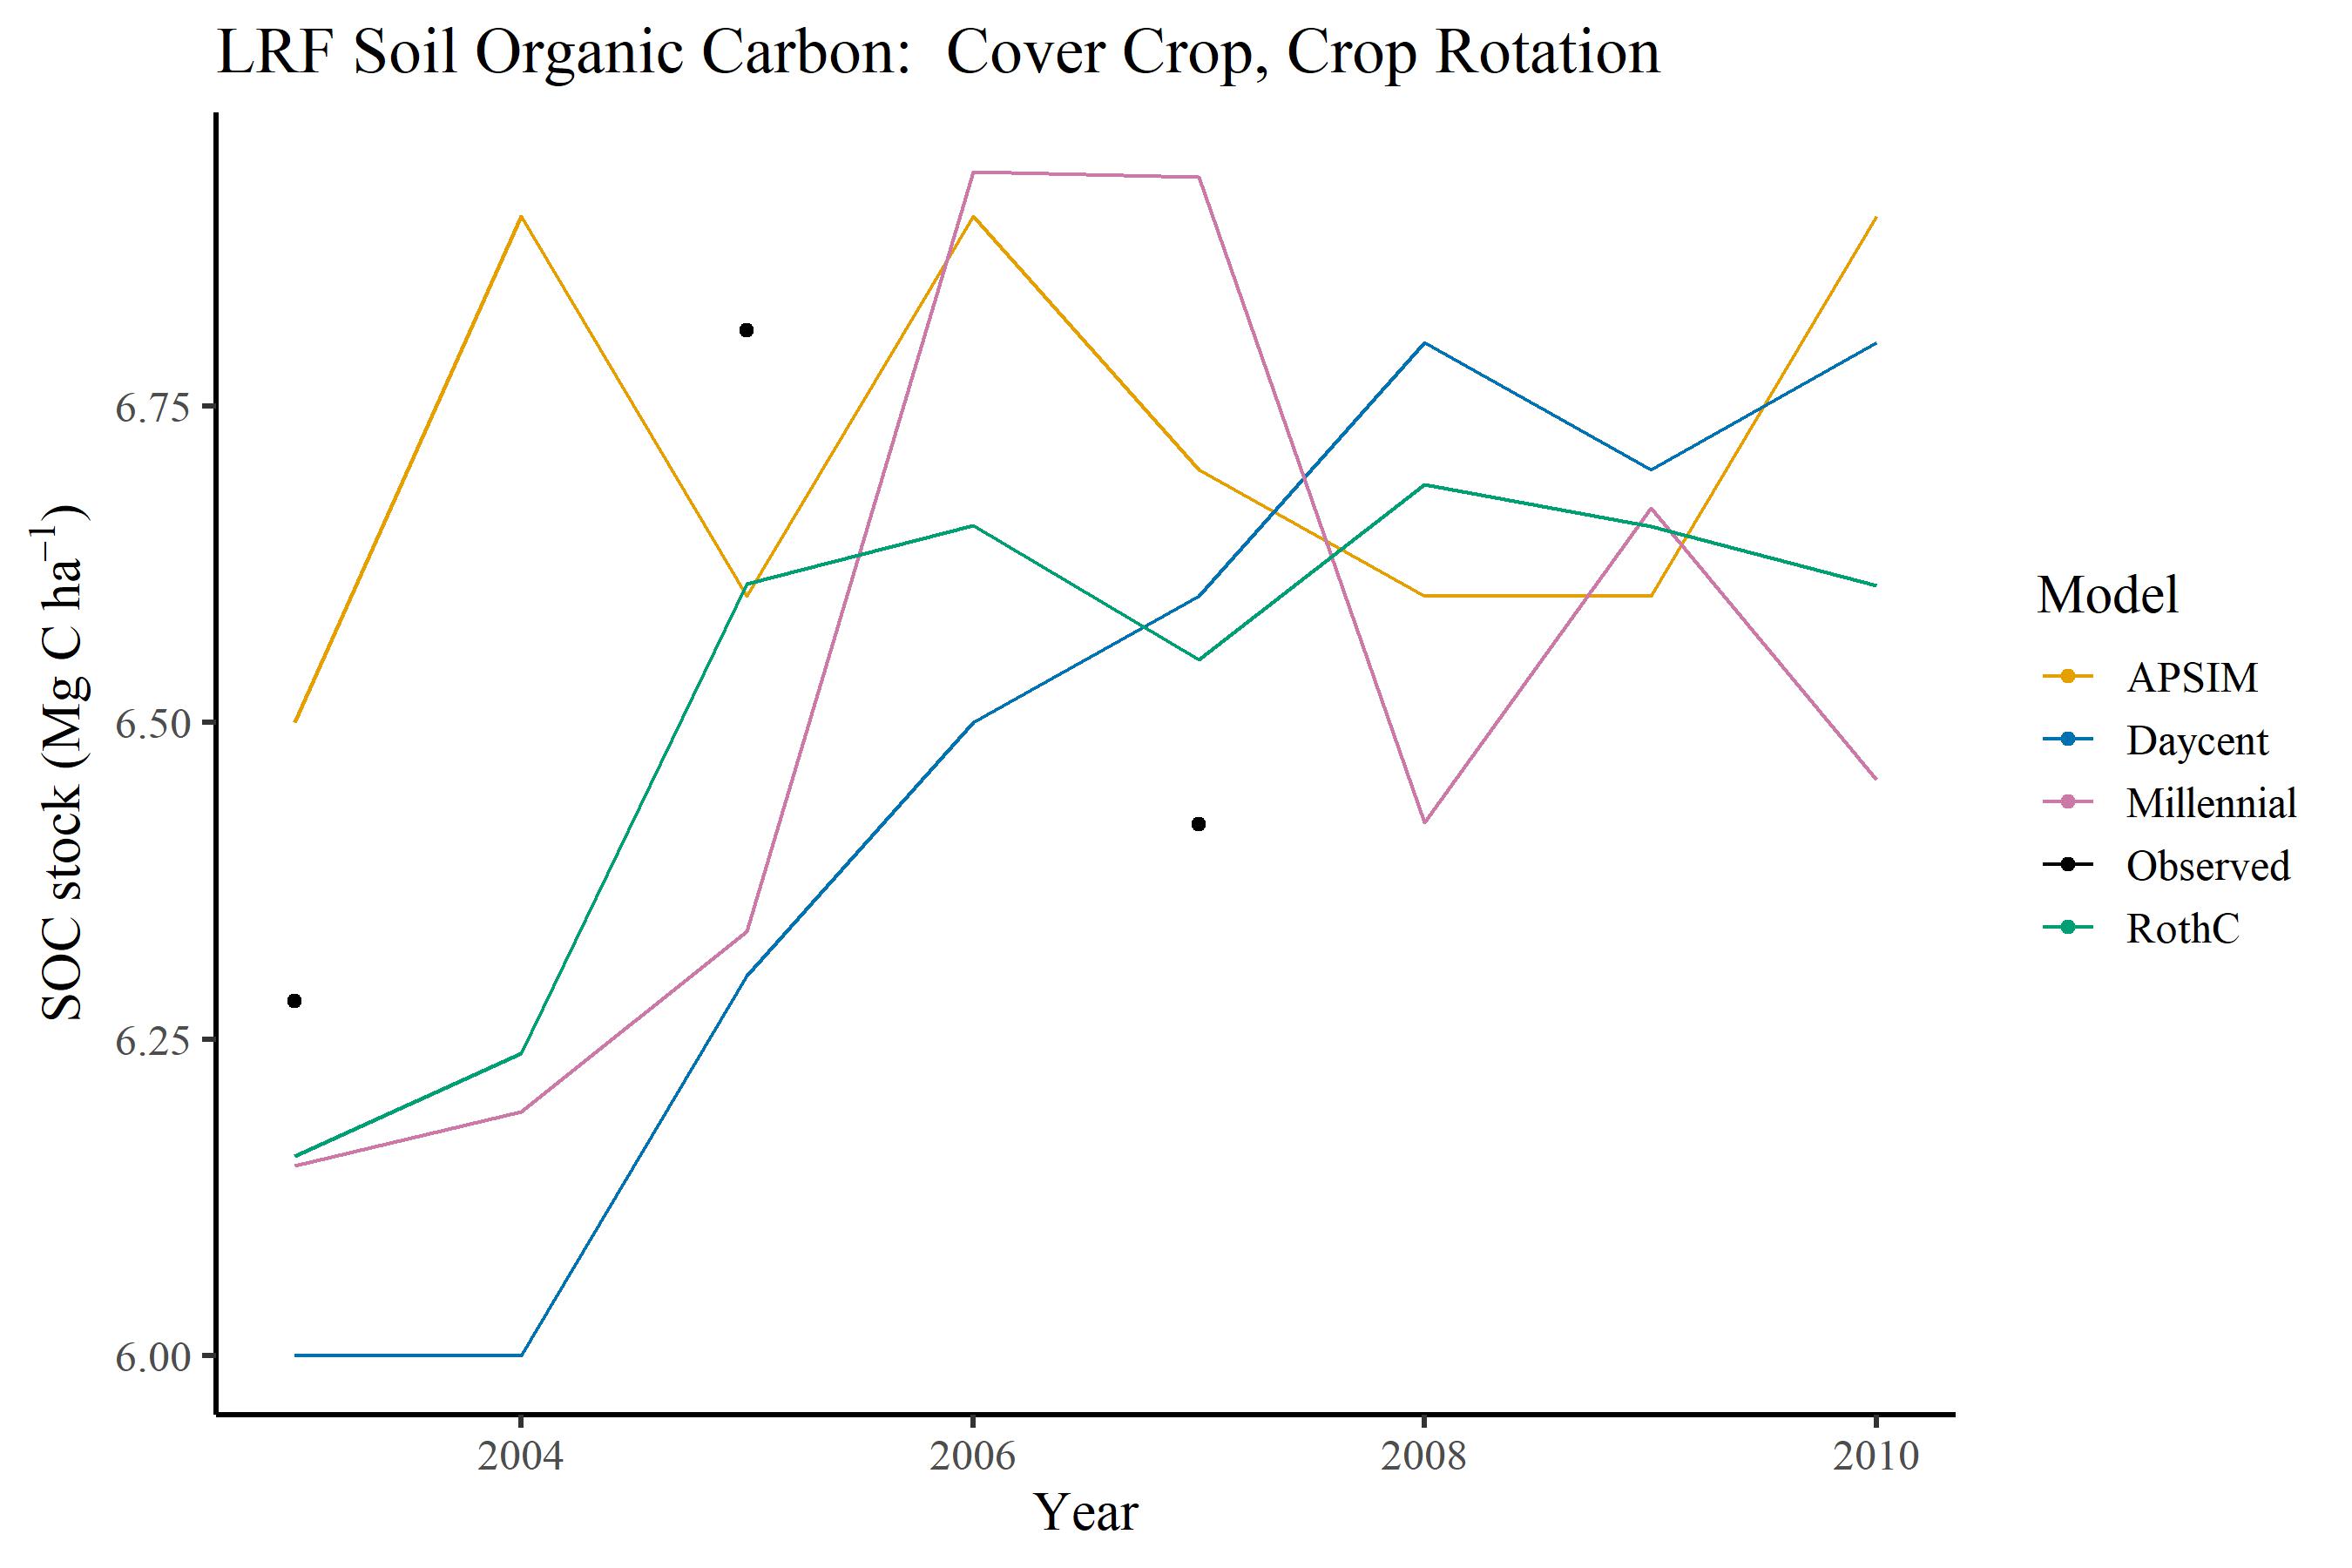 LRF Soil Organic Carbon:  Cover Crop, Crop Rotation
SOC stock (Mg C ha⁻¹)
6.75
6.50
6.25
6.00
2004
2006
2008
2010
Year
Model
APSIM
Daycent
Millennial
Observed
RothC